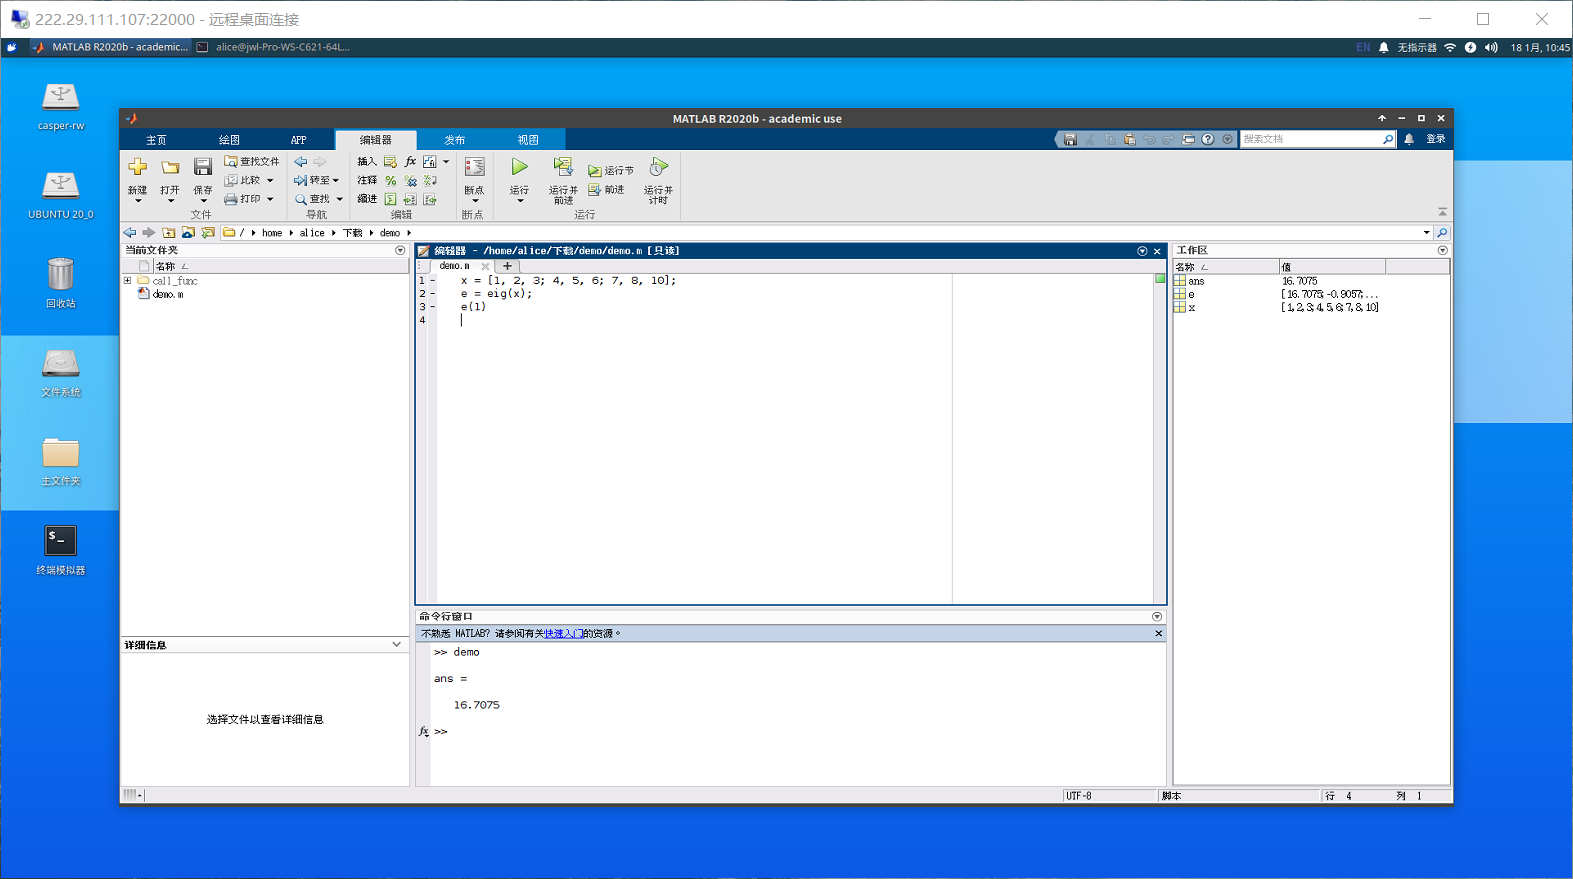 222.29.111.107:22000 - 远程桌面连接
MATLAB R2020b - academic...
alice@jwl-Pro-WS-C621-64L...
EN
无指示器
18 1月, 10:45
casper-rw
UBUNTU 20_0
回收站
文件系统
主文件夹
终端模拟器
MATLAB R2020b - academic use
主页
绘图
APP
编辑器
发布
视图
搜索文档
登录
新建
打开
保存
查找文件
比较
打印
文件
转至
查找
导航
插入
fx
注释
缩进
编辑
断点
断点
运行
运行并
前进
运行节
前进
运行并
计时
运行
/ home alice 下载 demo
当前文件夹
名称
call_func
demo.m
详细信息
选择文件以查看详细信息
编辑器 - /home/alice/下载/demo/demo.m [只读]
demo.m
1 - x = [1, 2, 3; 4, 5, 6; 7, 8, 10];
2 - e = eig(x);
3 - e(1)
4
命令行窗口
不熟悉 MATLAB? 请参阅有关快速入门的资源。
>> demo
ans =
16.7075
fx >>
工作区
名称 值
ans 16.7075
e [16.7075;-0.9057;...
x [1,2,3;4,5,6;7,8,10]
UTF-8
脚本
行 4 列 1